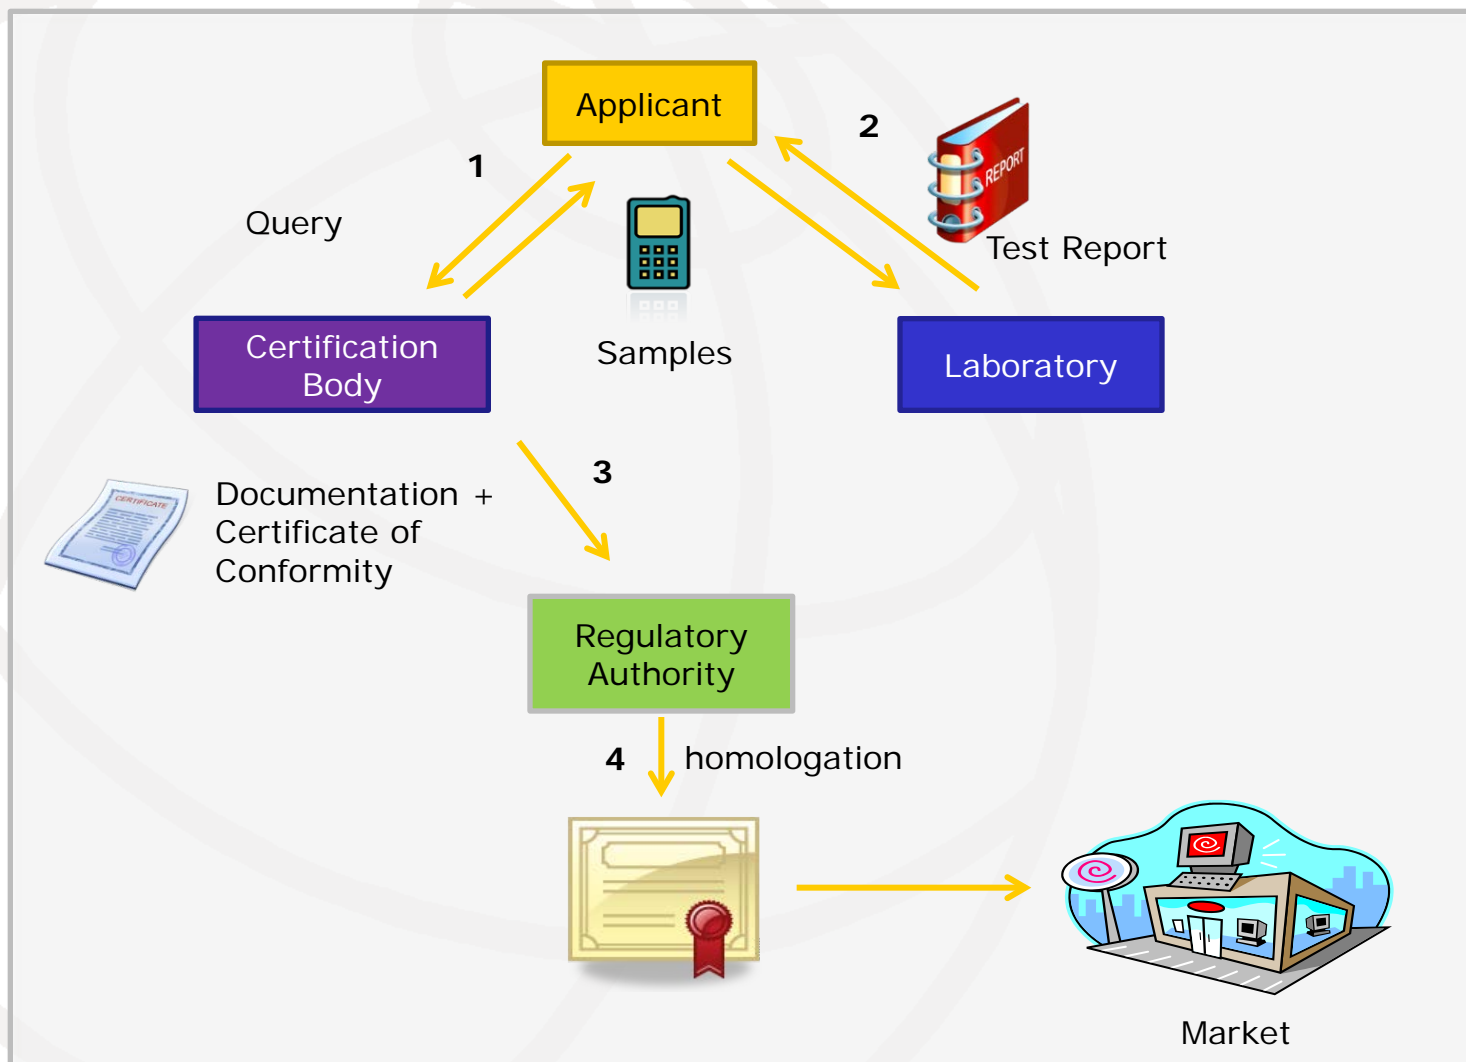 Applicant
2
1
REPORT
Query
Test Report
Certification
Body
Samples
Laboratory
3
CERTIFICATE
Documentation +
Certificate of
Conformity
Regulatory
Authority
4
homologation
Market